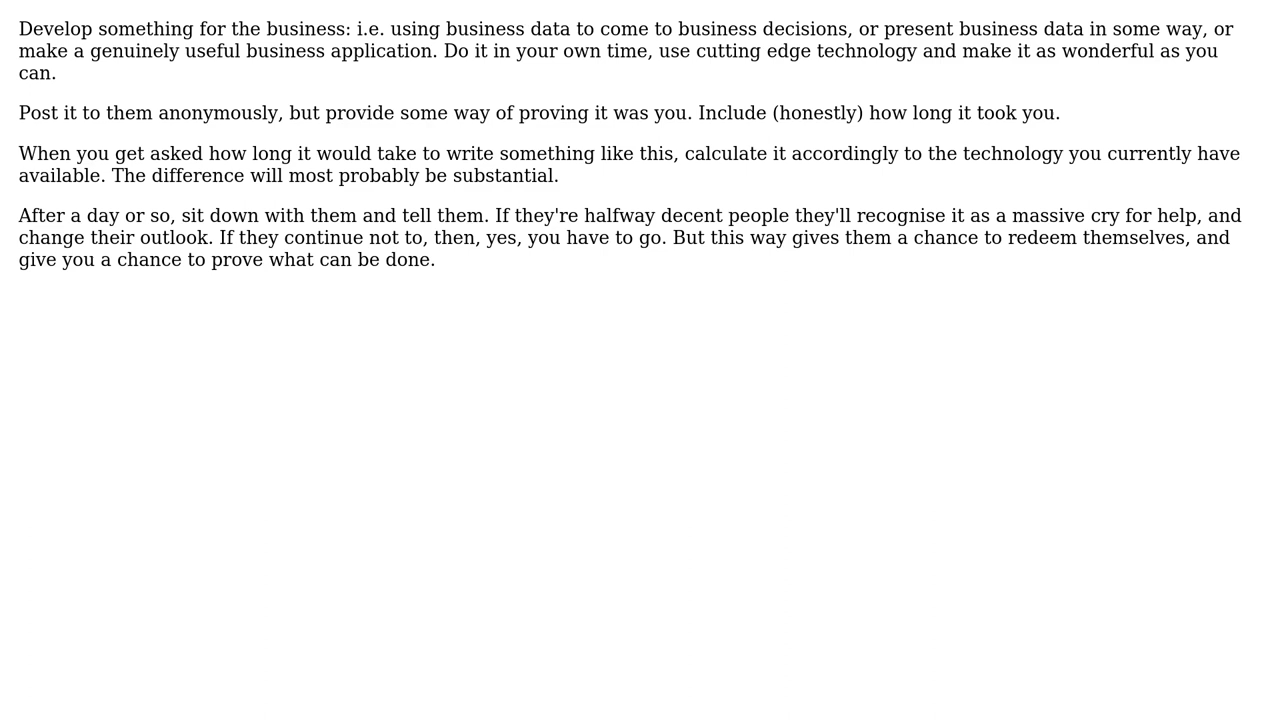 Develop something for the business: i.e. using business data to come to business decisions, or present business data in some way, or
make a genuinely useful business application. Do it in your own time, use cutting edge technology and make it as wonderful as you
can.
Post it to them anonymously, but provide some way of proving it was you. Include (honestly) how long it took you.
When you get asked how long it would take to write something like this, calculate it accordingly to the technology you currently have
available. The difference will most probably be substantial.
After a day or so, sit down with them and tell them. If they're halfway decent people they'll recognise it as a massive cry for help, and
change their outlook. If they continue not to, then, yes, you have to go. But this way gives them a chance to redeem themselves, and
give you a chance to prove what can be done.